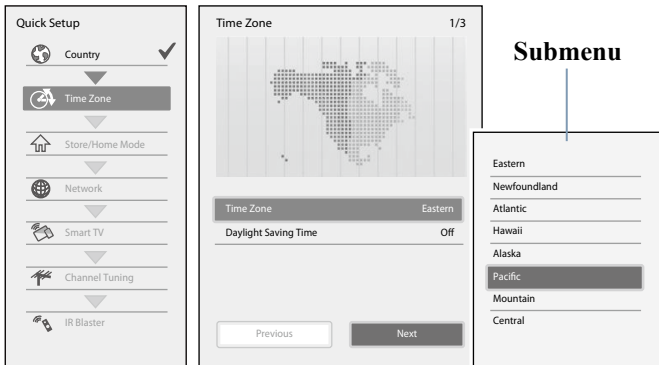 Quick Setup
Country
Time Zone
Store/Home Mode
Network
Smart TV
Channel Tuning
IR Blaster
Time Zone 1/3
Time Zone Eastern
Daylight Saving Time Off
Previous Next
Submenu
Eastern
Newfoundland
Atlantic
Hawaii
Alaska
Pacific
Mountain
Central